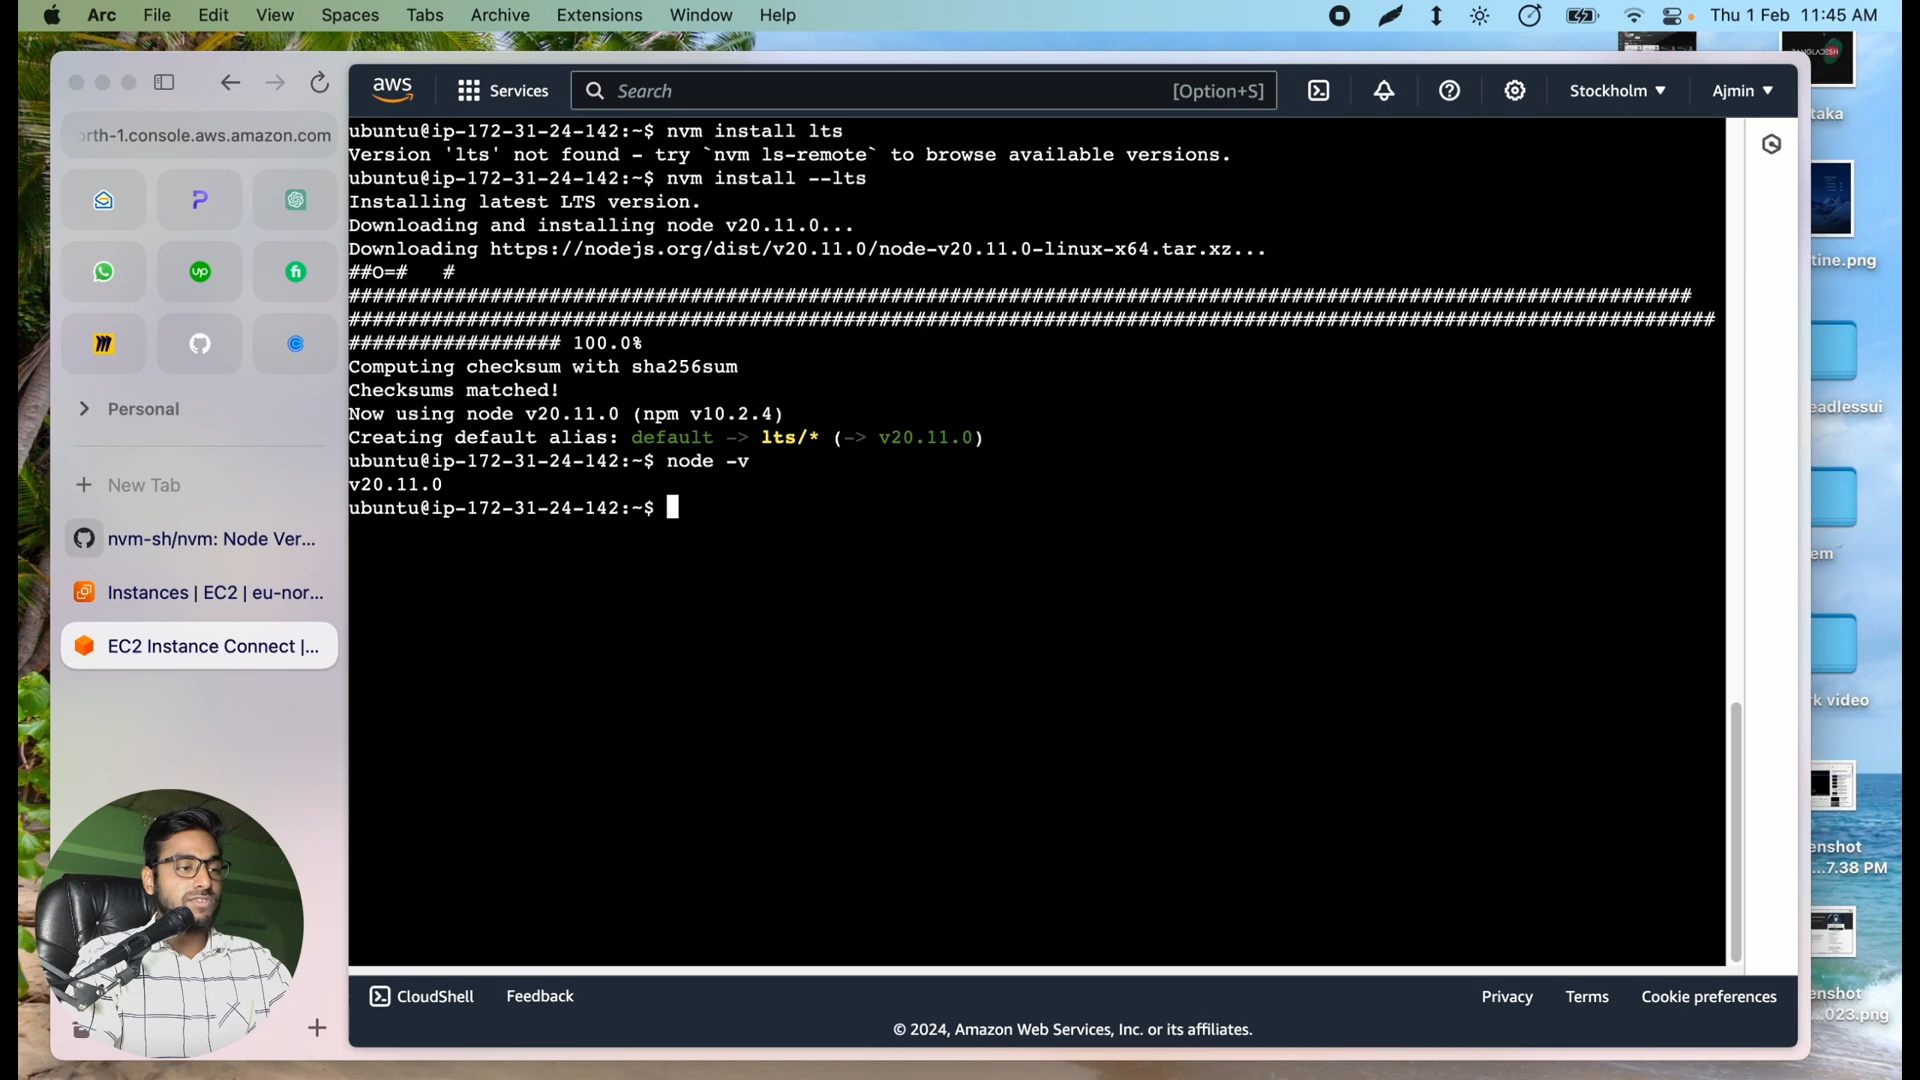 Arc File Edit View Spaces Tabs Archive Extensions Window Help
Thu 1 Feb 11:45 AM
orth-1.console.aws.amazon.com
Personal
New Tab
nvm-sh/nvm: Node Ver...
Instances | EC2 | eu-nor...
EC2 Instance Connect |...
aws Services Search [Option+S] Stockholm Ajmin
ubuntu@ip-172-31-24-142:~$ nvm install lts
Version 'lts' not found - try `nvm ls-remote` to browse available versions.
ubuntu@ip-172-31-24-142:~$ nvm install --lts
Installing latest LTS version.
Downloading and installing node v20.11.0...
Downloading https://nodejs.org/dist/v20.11.0/node-v20.11.0-linux-x64.tar.xz...
##O=#   #
################## 100.0%
Computing checksum with sha256sum
Checksums matched!
Now using node v20.11.0 (npm v10.2.4)
Creating default alias: default -> lts/* (-> v20.11.0)
ubuntu@ip-172-31-24-142:~$ node -v
v20.11.0
ubuntu@ip-172-31-24-142:~$
CloudShell Feedback Privacy Terms Cookie preferences
© 2024, Amazon Web Services, Inc. or its affiliates.
BANGLADESH
taka
tine.png
eadlessui
em
rk video
enshot
...7.38 PM
enshot
...023.png